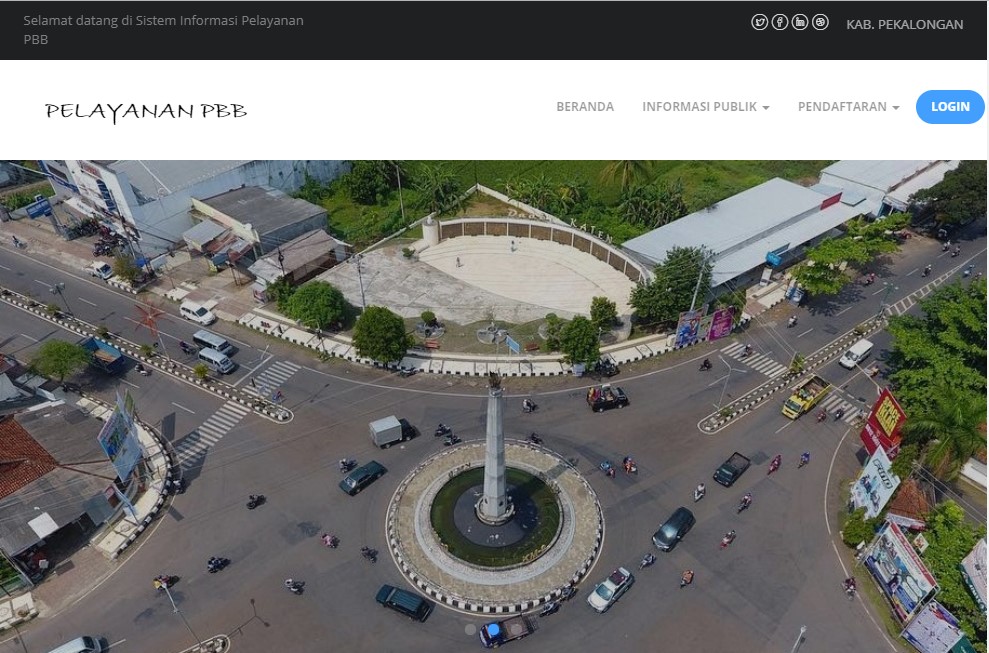 Selamat datang di Sistem Informasi Pelayanan
PBB
KAB. PEKALONGAN
PELAYANAN PBB
BERANDA
INFORMASI PUBLIK
PENDAFTARAN
LOGIN